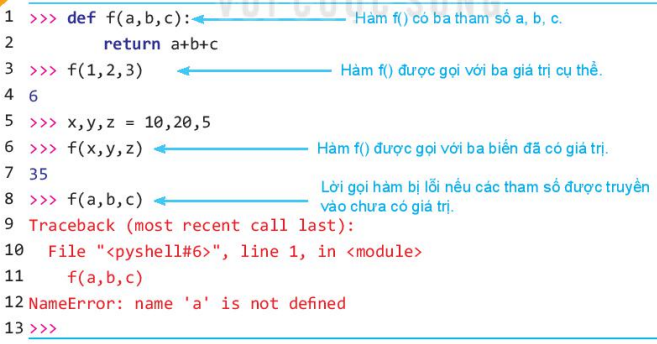 VỚI CUỘC SỐNG
1 >>> def f(a,b,c): Hàm f() có ba tham số a, b, c.
2 return a+b+c
3 >>> f(1,2,3) Hàm f() được gọi với ba giá trị cụ thể.
4 6
5 >>> x,y,z = 10,20,5
6 >>> f(x,y,z) Hàm f() được gọi với ba biến đã có giá trị.
7 35
8 >>> f(a,b,c) Lời gọi hàm bị lỗi nếu các tham số được truyền
vào chưa có giá trị.
9 Traceback (most recent call last):
10 File "<pyshell#6>", line 1, in <module>
11 f(a,b,c)
12 NameError: name 'a' is not defined
13 >>>